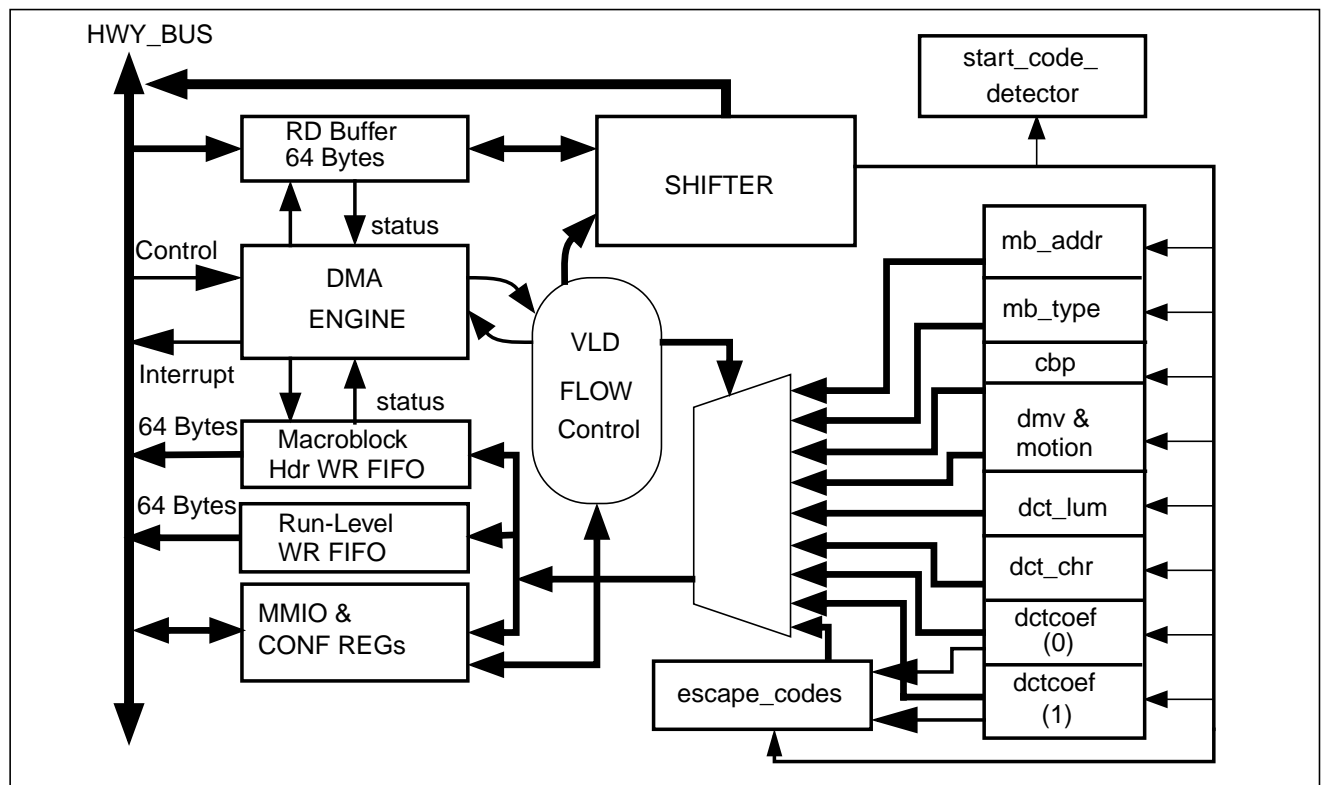 HWY_BUS
start_code_
detector
RD Buffer
64 Bytes
SHIFTER
status
Control
DMA
ENGINE
Interrupt
status
VLD
FLOW
Control
mb_addr
mb_type
cbp
dmv &
motion
dct_lum
dct_chr
dctcoef
(0)
dctcoef
(1)
64 Bytes
Macroblock
Hdr WR FIFO
64 Bytes
Run-Level
WR FIFO
MMIO &
CONF REGs
escape_codes